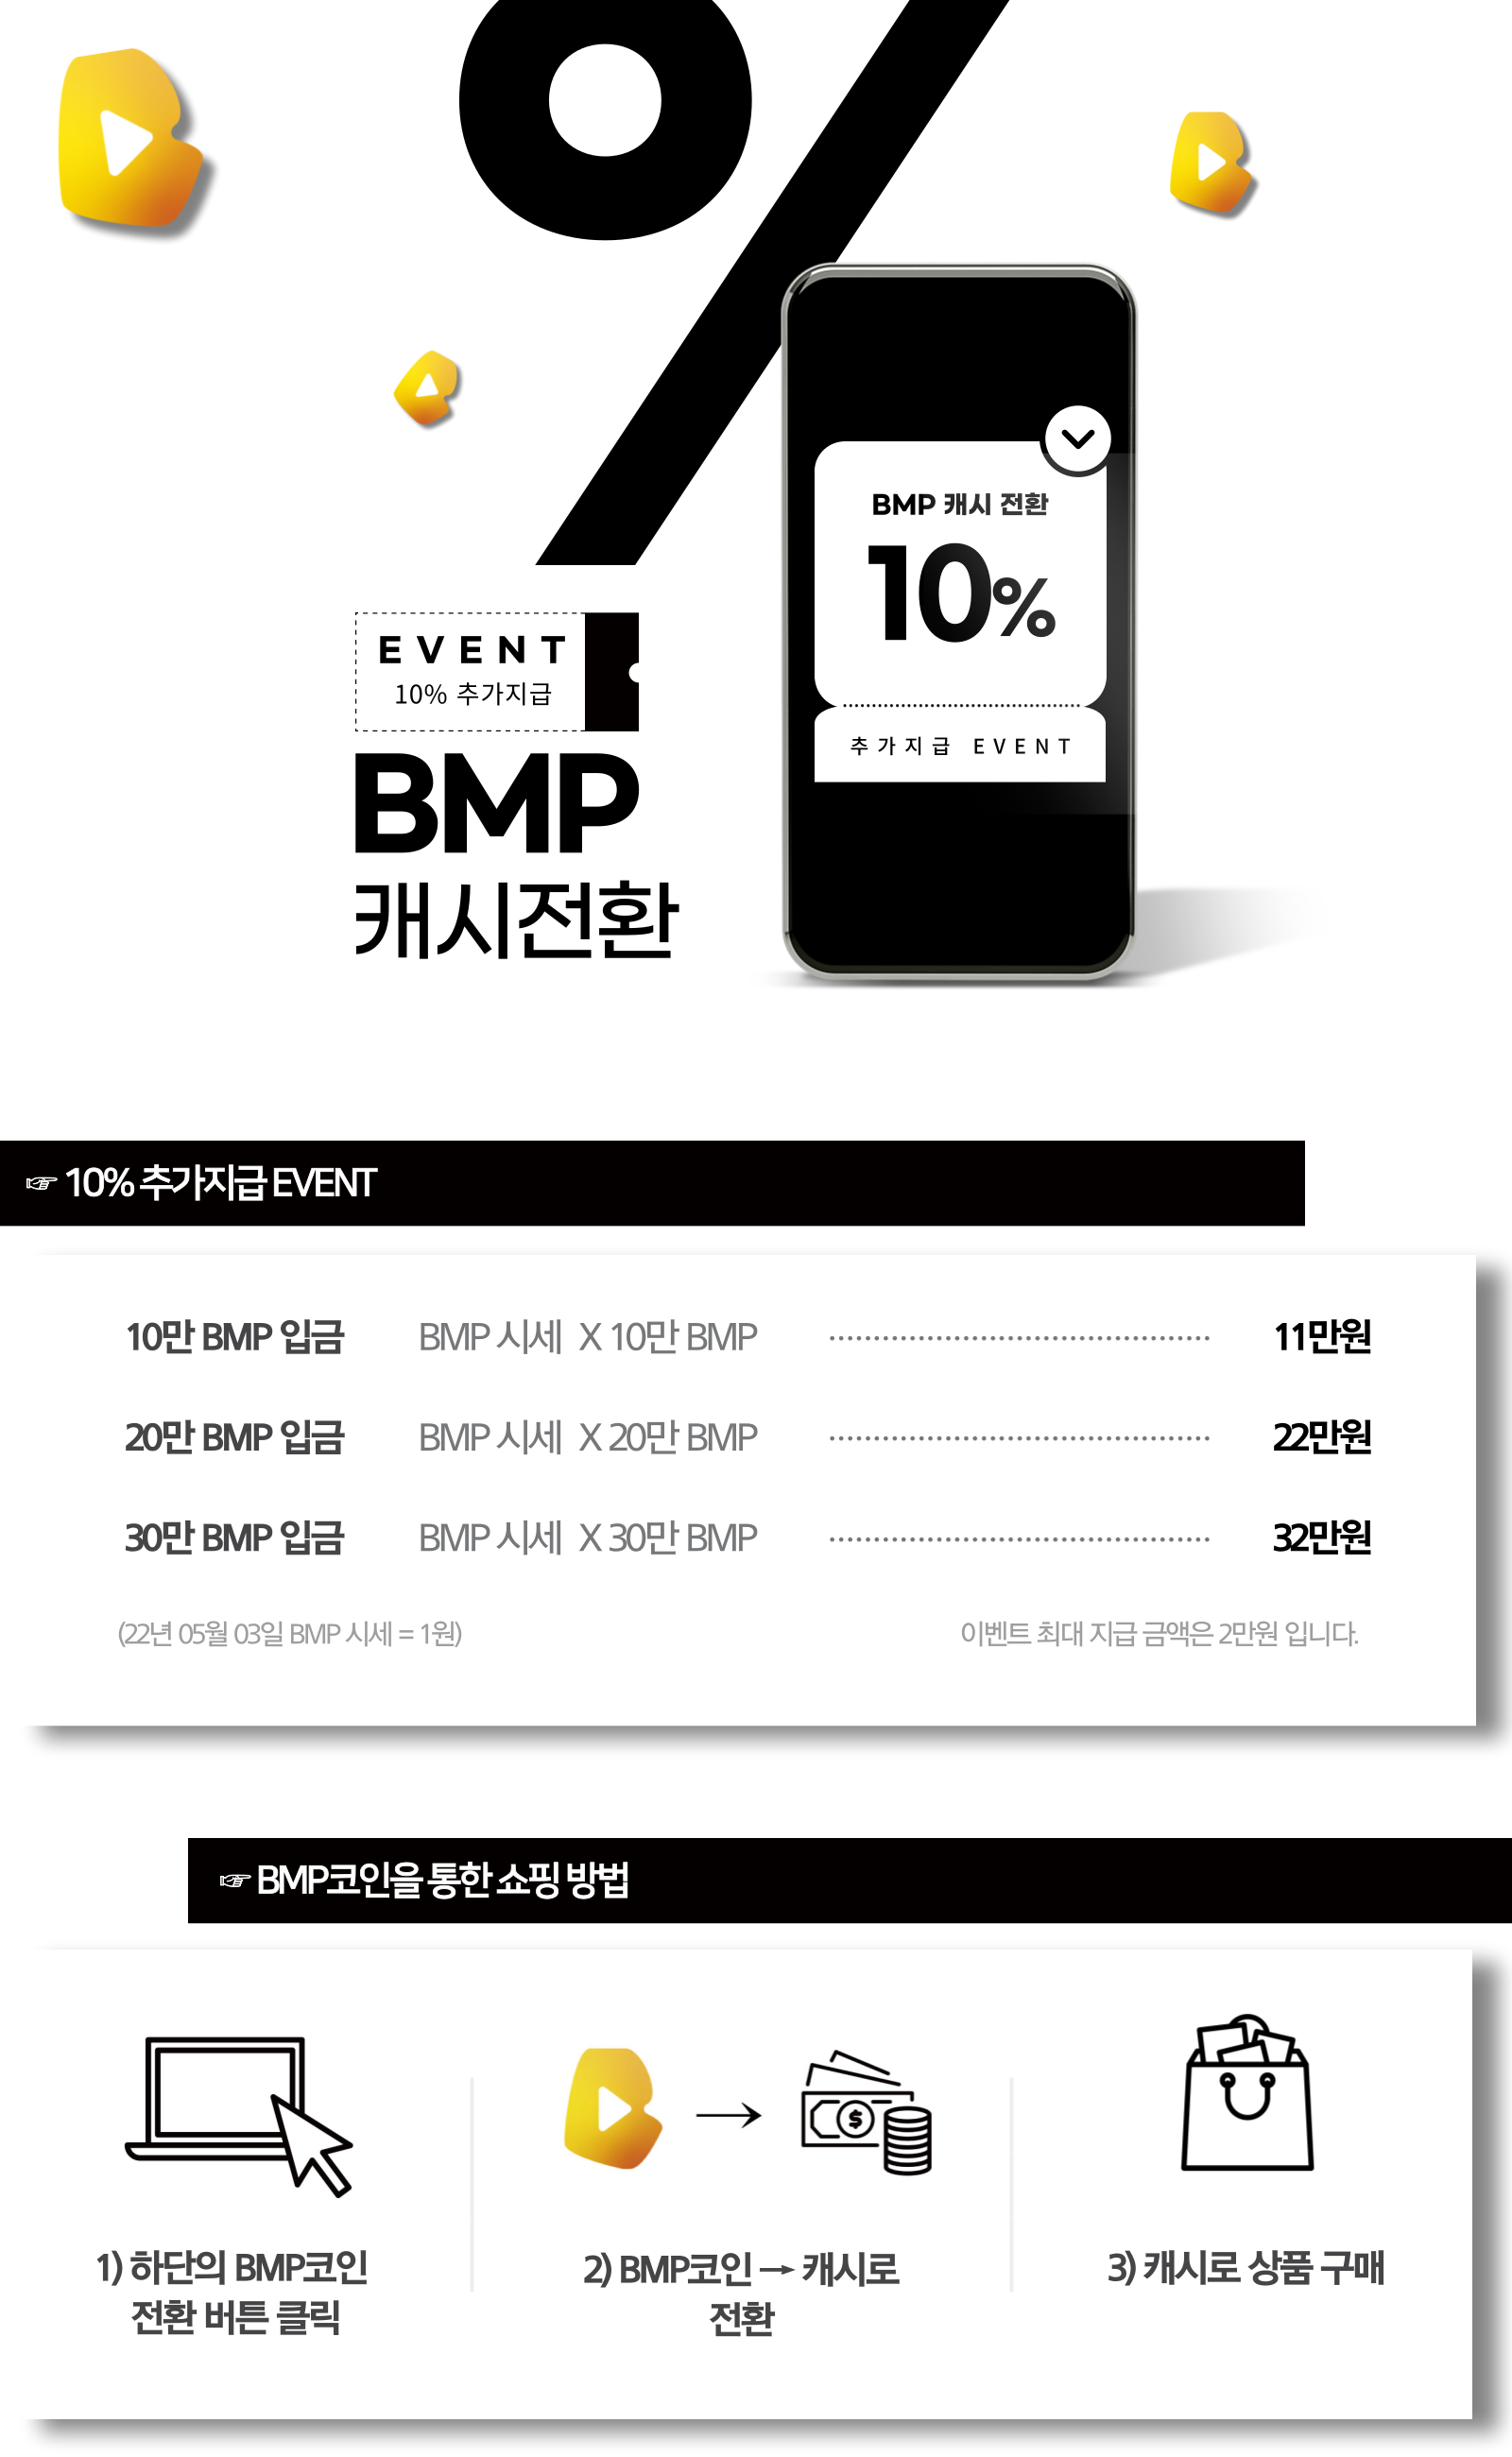 EVENT
10% 추가지급
BMP
캐시전환
BMP 캐시 전환
10%
추가지급 EVENT
☞ 10% 추가지급 EVENT
10만 BMP 입금 BMP 시세 X 10만 BMP 11만원
20만 BMP 입금 BMP 시세 X 20만 BMP 22만원
30만 BMP 입금 BMP 시세 X 30만 BMP 32만원
(22년 05월 03일 BMP 시세 = 1원) 이벤트 최대 지급 금액은 2만원 입니다.
☞ BMP코인을 통한 쇼핑 방법
1) 하단의 BMP코인
전환 버튼 클릭
2) BMP코인 → 캐시로
전환
3) 캐시로 상품 구매